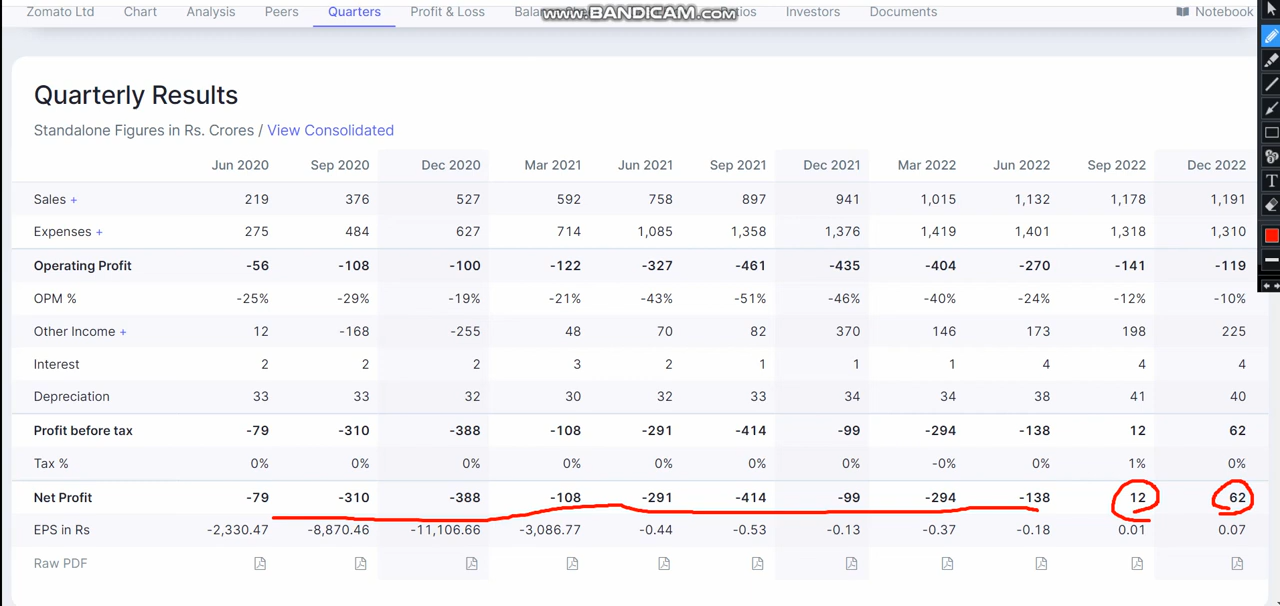 Zomato Ltd Chart Analysis Peers Quarters Profit & Loss Balan www.BANDICAM.com atios Investors Documents Notebook
Quarterly Results
Standalone Figures in Rs. Crores / View Consolidated
Jun 2020 Sep 2020 Dec 2020 Mar 2021 Jun 2021 Sep 2021 Dec 2021 Mar 2022 Jun 2022 Sep 2022 Dec 2022
Sales + 219 376 527 592 758 897 941 1,015 1,132 1,178 1,191
Expenses + 275 484 627 714 1,085 1,358 1,376 1,419 1,401 1,318 1,310
Operating Profit -56 -108 -100 -122 -327 -461 -435 -404 -270 -141 -119
OPM % -25% -29% -19% -21% -43% -51% -46% -40% -24% -12% -10%
Other Income + 12 -168 -255 48 70 82 370 146 173 198 225
Interest 2 2 2 3 2 1 1 1 4 4 4
Depreciation 33 33 32 30 32 33 34 34 38 41 40
Profit before tax -79 -310 -388 -108 -291 -414 -99 -294 -138 12 62
Tax % 0% 0% 0% 0% 0% 0% 0% -0% 0% 1% 0%
Net Profit -79 -310 -388 -108 -291 -414 -99 -294 -138 12 62
EPS in Rs -2,330.47 -8,870.46 -11,106.66 -3,086.77 -0.44 -0.53 -0.13 -0.37 -0.18 0.01 0.07
Raw PDF